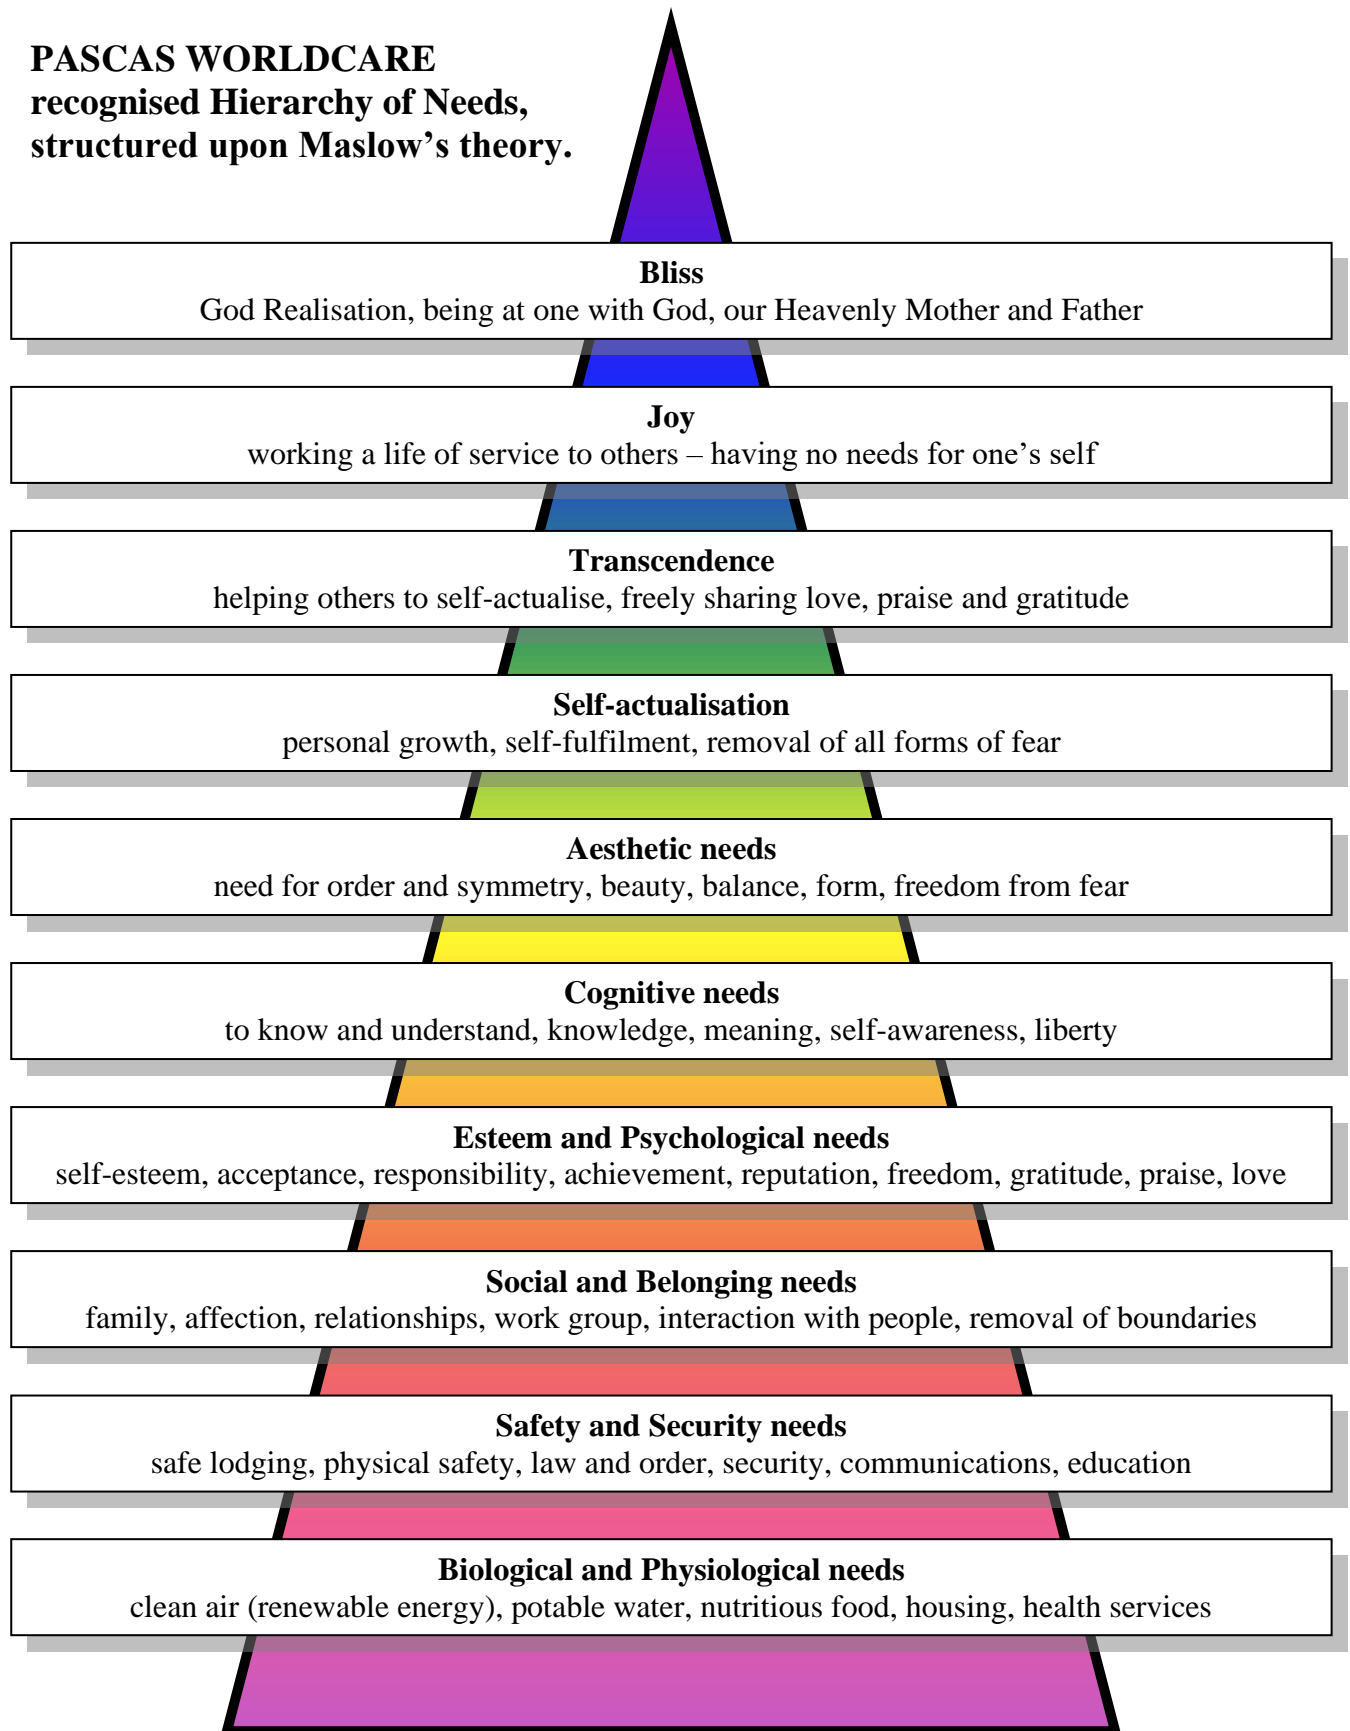 PASCAS WORLDCARE
recognised Hierarchy of Needs,
structured upon Maslow’s theory.
Bliss
God Realisation, being at one with God, our Heavenly Mother and Father
Joy
working a life of service to others – having no needs for one’s self
Transcendence
helping others to self-actualise, freely sharing love, praise and gratitude
Self-actualisation
personal growth, self-fulfilment, removal of all forms of fear
Aesthetic needs
need for order and symmetry, beauty, balance, form, freedom from fear
Cognitive needs
to know and understand, knowledge, meaning, self-awareness, liberty
Esteem and Psychological needs
self-esteem, acceptance, responsibility, achievement, reputation, freedom, gratitude, praise, love
Social and Belonging needs
family, affection, relationships, work group, interaction with people, removal of boundaries
Safety and Security needs
safe lodging, physical safety, law and order, security, communications, education
Biological and Physiological needs
clean air (renewable energy), potable water, nutritious food, housing, health services